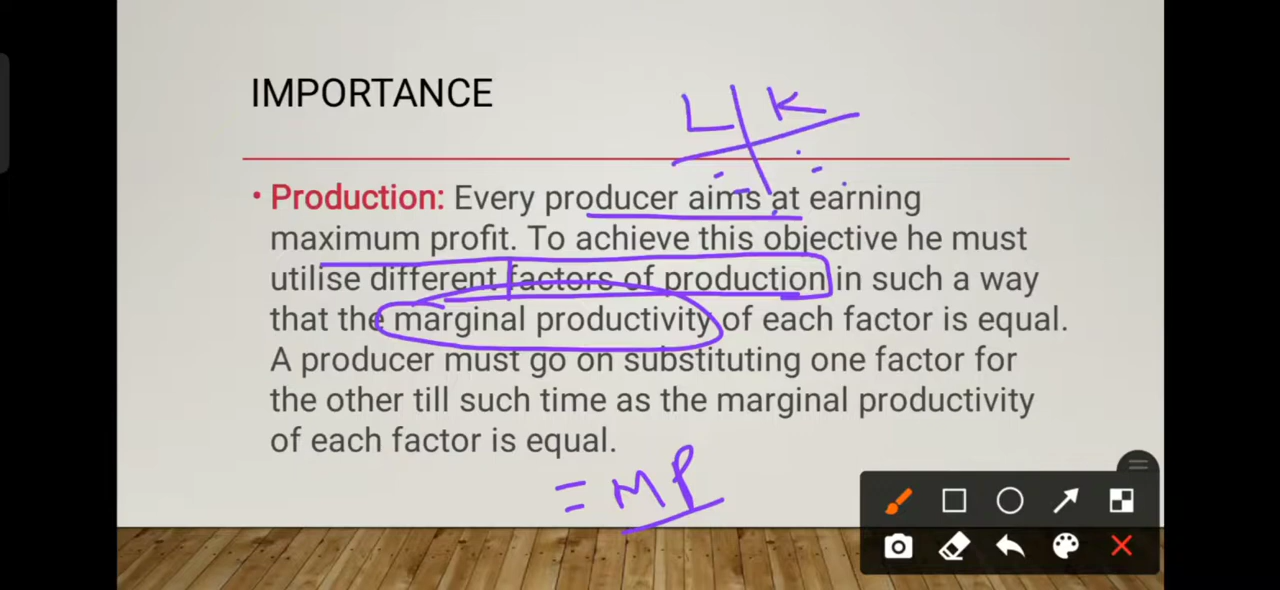 IMPORTANCE
L K
• Production: Every producer aims at earning
maximum profit. To achieve this objective he must
utilise different factors of production in such a way
that the marginal productivity of each factor is equal.
A producer must go on substituting one factor for
the other till such time as the marginal productivity
of each factor is equal.
= MP